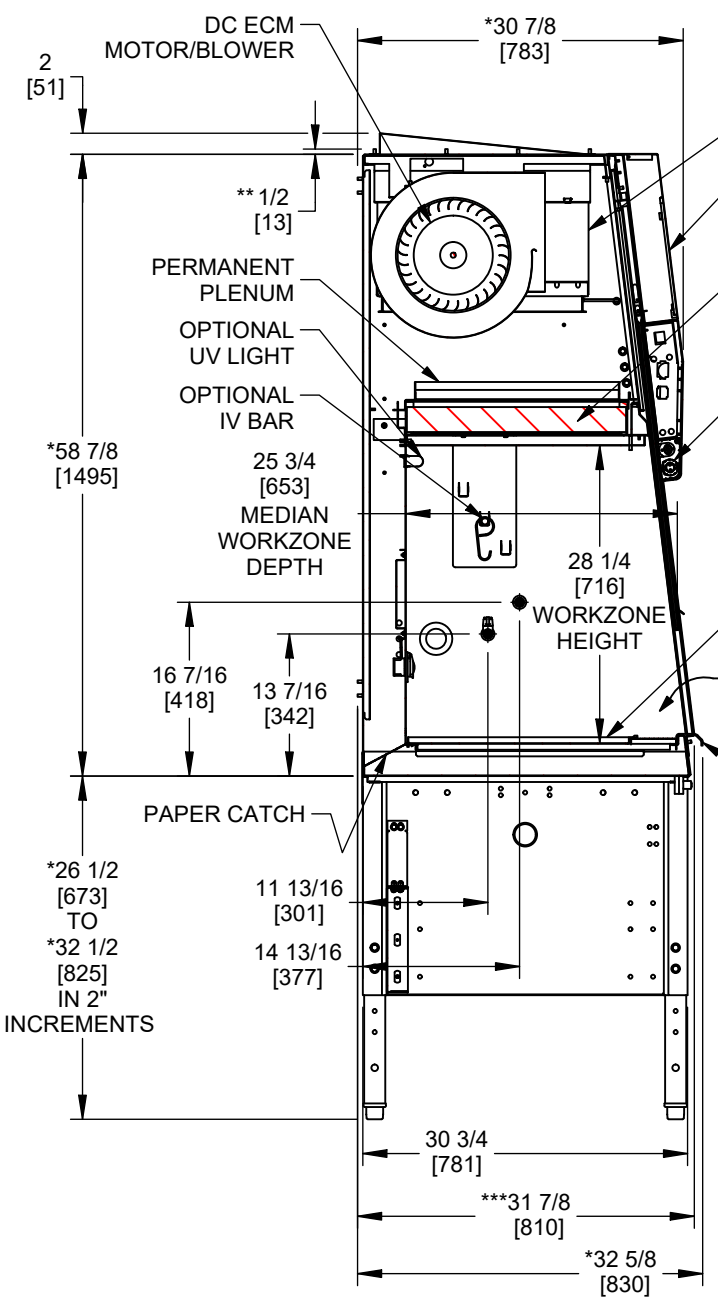 DC ECM
MOTOR/BLOWER
*30 7/8
[783]
2
[51]
** 1/2
[13]
PERMANENT
PLENUM
OPTIONAL
UV LIGHT
OPTIONAL
IV BAR
*58 7/8
[1495]
25 3/4
[653]
MEDIAN
WORKZONE
DEPTH
28 1/4
[716]
WORKZONE
HEIGHT
16 7/16
[418]
13 7/16
[342]
PAPER CATCH
*26 1/2
[673]
TO
*32 1/2
[825]
IN 2"
INCREMENTS
11 13/16
[301]
14 13/16
[377]
30 3/4
[781]
***31 7/8
[810]
*32 5/8
[830]